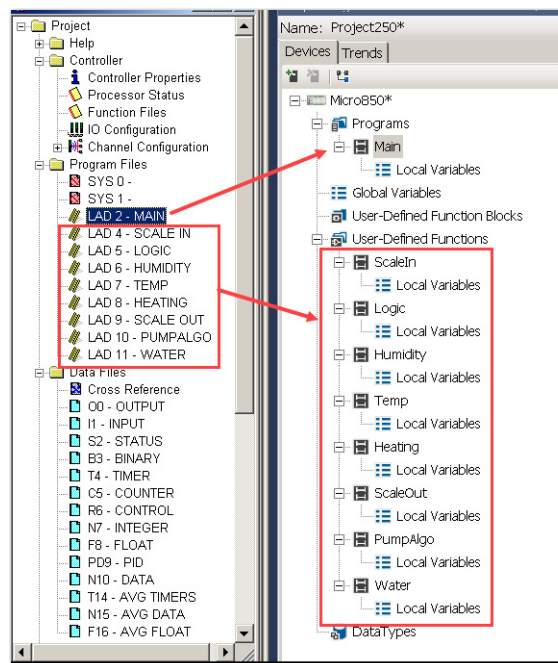 Project
Help
Controller
Controller Properties
Processor Status
Function Files
IO Configuration
Channel Configuration
Program Files
SYS 0 -
SYS 1 -
LAD 2 - MAIN
LAD 4 - SCALE IN
LAD 5 - LOGIC
LAD 6 - HUMIDITY
LAD 7 - TEMP
LAD 8 - HEATING
LAD 9 - SCALE OUT
LAD 10 - PUMPALGO
LAD 11 - WATER
Data Files
Cross Reference
O0 - OUTPUT
I1 - INPUT
S2 - STATUS
B3 - BINARY
T4 - TIMER
C5 - COUNTER
R6 - CONTROL
N7 - INTEGER
F8 - FLOAT
PD9 - PID
N10 - DATA
T14 - AVG TIMERS
N15 - AVG DATA
F16 - AVG FLOAT
Name: Project250*
Devices Trends
Micro850*
Programs
Main
Local Variables
Global Variables
User-Defined Function Blocks
User-Defined Functions
ScaleIn
Local Variables
Logic
Local Variables
Humidity
Local Variables
Temp
Local Variables
Heating
Local Variables
ScaleOut
Local Variables
PumpAlgo
Local Variables
Water
Local Variables
DataTypes